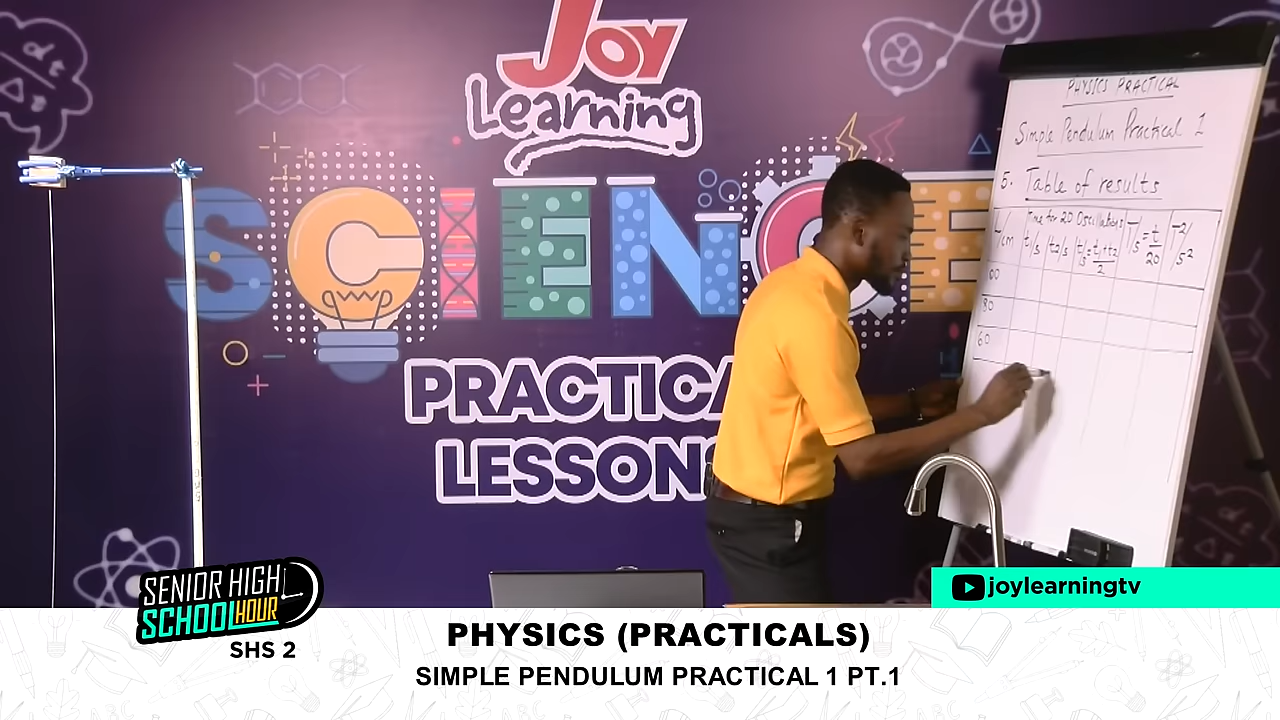 Joy
Learning
SCIENCE
PRACTICA
LESSONS
PHYSICS PRACTICAL
Simple Pendulum Practical 1
5. Table of results
L/cm
Time for 20 Oscillations
t1/s
t2/s
t/s = t1+t2/2
T/s = t/20
T²/s²
80
60
SENIOR HIGH
SCHOOL HOUR
SHS 2
joylearningtv
PHYSICS (PRACTICALS)
SIMPLE PENDULUM PRACTICAL 1 PT.1